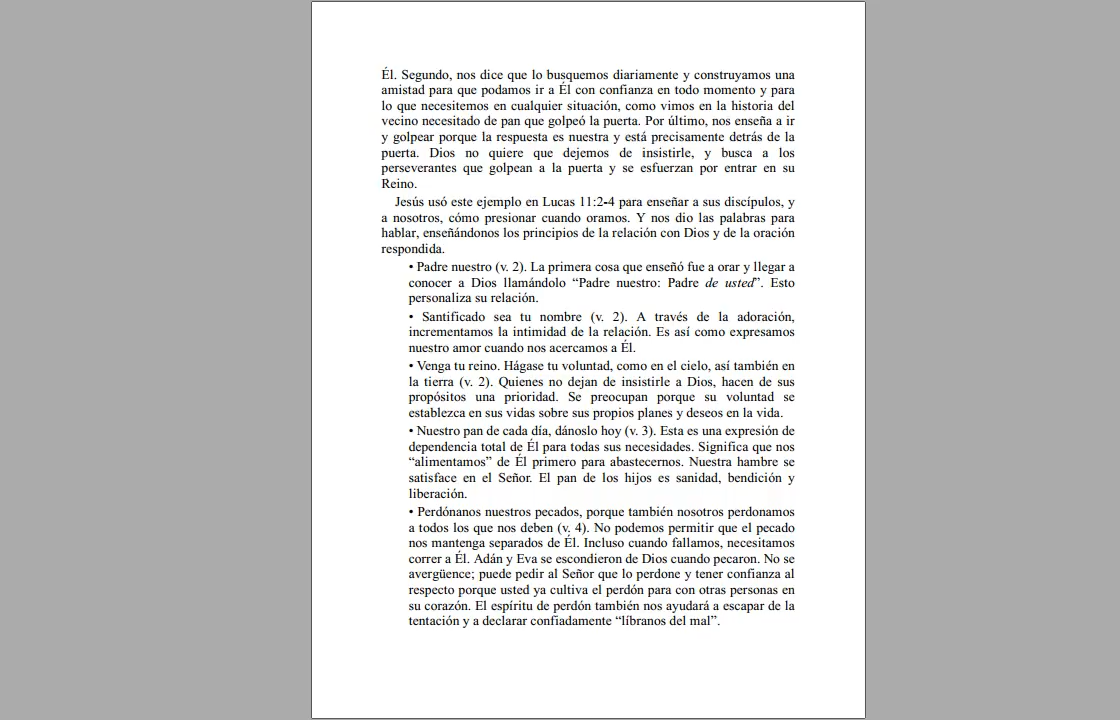 Él. Segundo, nos dice que lo busquemos diariamente y construyamos una
amistad para que podamos ir a Él con confianza en todo momento y para
lo que necesitemos en cualquier situación, como vimos en la historia del
vecino necesitado de pan que golpeó la puerta. Por último, nos enseña a ir
y golpear porque la respuesta es nuestra y está precisamente detrás de la
puerta. Dios no quiere que dejemos de insistirle, y busca a los
perseverantes que golpean a la puerta y se esfuerzan por entrar en su
Reino.
Jesús usó este ejemplo en Lucas 11:2-4 para enseñar a sus discípulos, y
a nosotros, cómo presionar cuando oramos. Y nos dio las palabras para
hablar, enseñándonos los principios de la relación con Dios y de la oración
respondida.
• Padre nuestro (v. 2). La primera cosa que enseñó fue a orar y llegar a
conocer a Dios llamándolo “Padre nuestro: Padre de usted”. Esto
personaliza su relación.
• Santificado sea tu nombre (v. 2). A través de la adoración,
incrementamos la intimidad de la relación. Es así como expresamos
nuestro amor cuando nos acercamos a Él.
• Venga tu reino. Hágase tu voluntad, como en el cielo, así también en
la tierra (v. 2). Quienes no dejan de insistirle a Dios, hacen de sus
propósitos una prioridad. Se preocupan porque su voluntad se
establezca en sus vidas sobre sus propios planes y deseos en la vida.
• Nuestro pan de cada día, dánoslo hoy (v. 3). Esta es una expresión de
dependencia total de Él para todas sus necesidades. Significa que nos
“alimentamos” de Él primero para abastecernos. Nuestra hambre se
satisface en el Señor. El pan de los hijos es sanidad, bendición y
liberación.
• Perdónanos nuestros pecados, porque también nosotros perdonamos
a todos los que nos deben (v. 4). No podemos permitir que el pecado
nos mantenga separados de Él. Incluso cuando fallamos, necesitamos
correr a Él. Adán y Eva se escondieron de Dios cuando pecaron. No se
avergüence; puede pedir al Señor que lo perdone y tener confianza al
respecto porque usted ya cultiva el perdón para con otras personas en
su corazón. El espíritu de perdón también nos ayudará a escapar de la
tentación y a declarar confiadamente “líbranos del mal”.